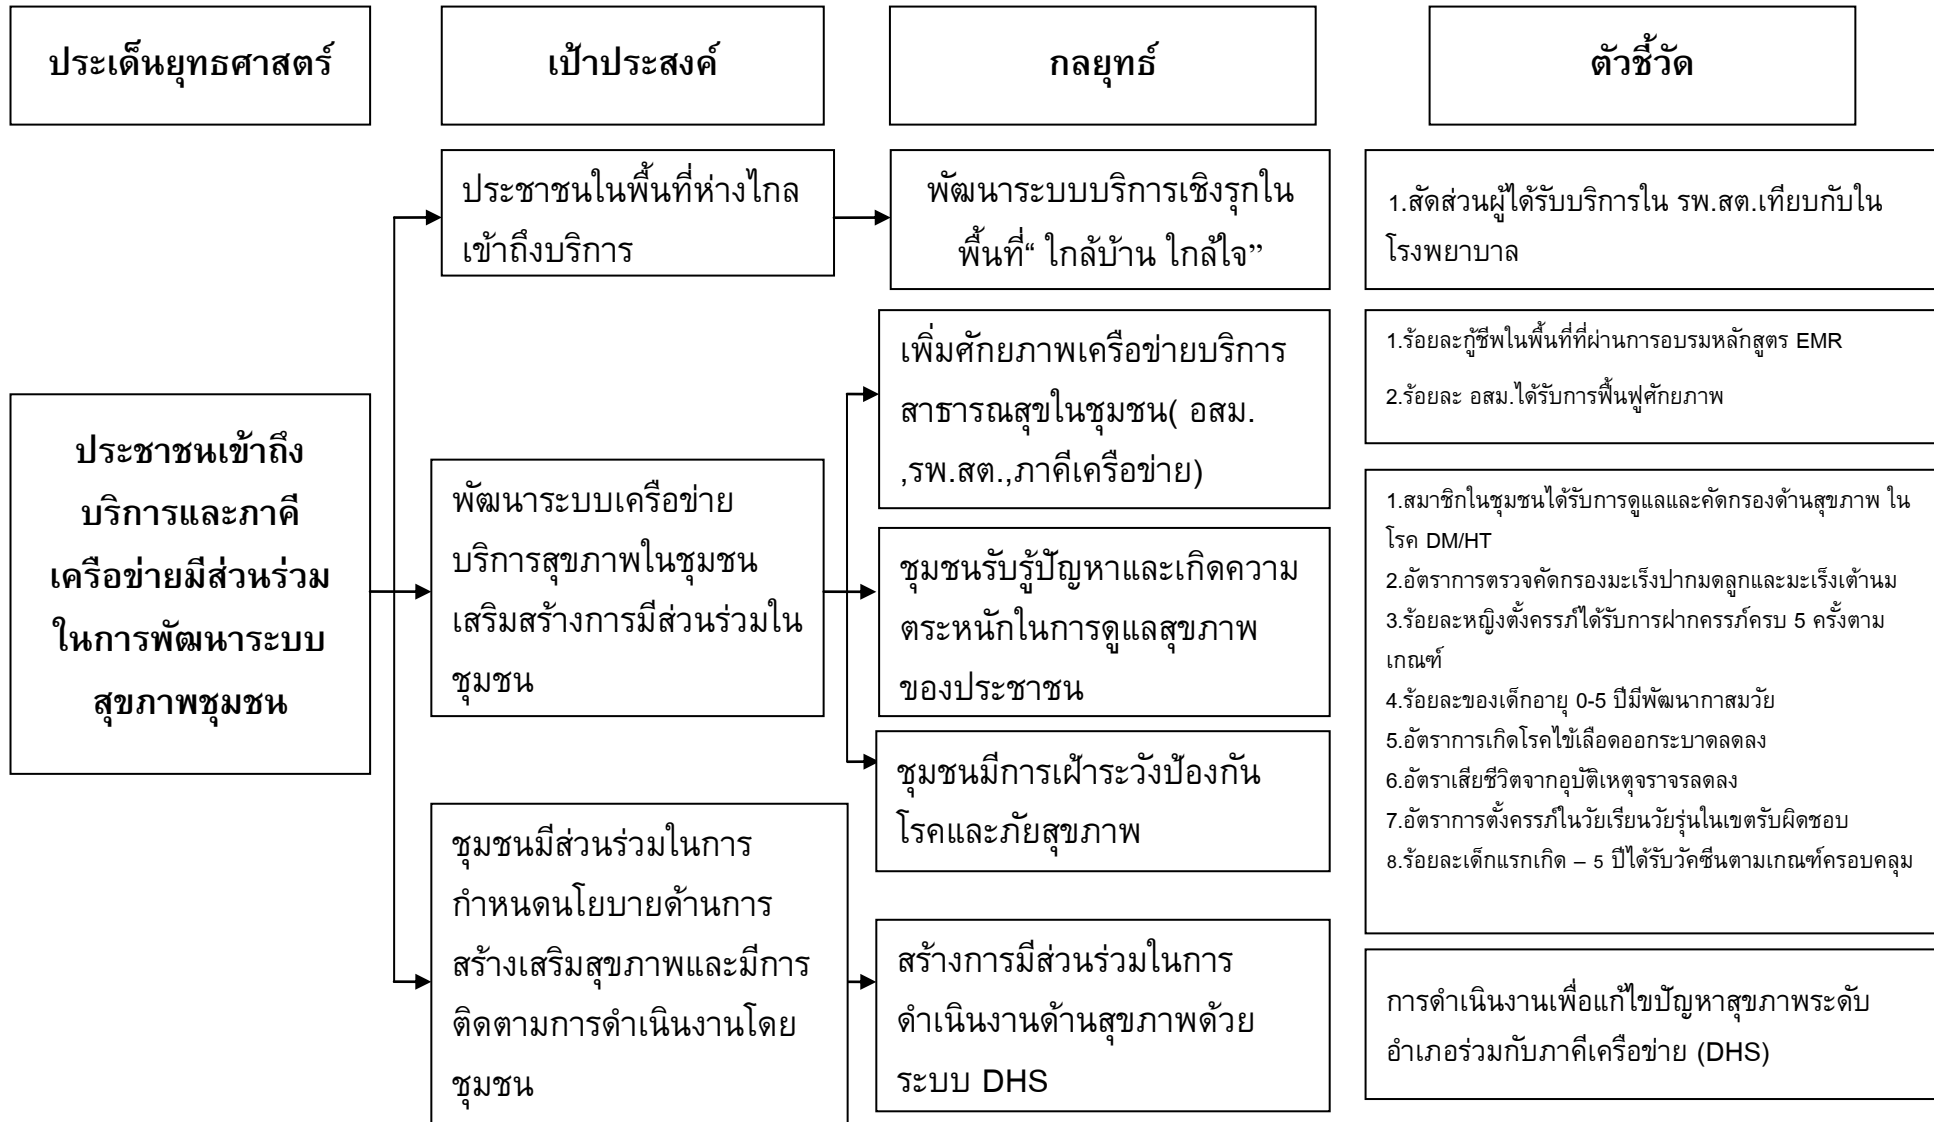 ประเด็นยุทธศาสตร์
เป้าประสงค์
กลยุทธ์
ตัวชี้วัด
ประชาชนเข้าถึง
บริการและภาคี
เครือข่ายมีส่วนร่วม
ในการพัฒนาระบบ
สุขภาพชุมชน
ประชาชนในพื้นที่ห่างไกล
เข้าถึงบริการ
พัฒนาระบบบริการเชิงรุกใน
พื้นที่“ ใกล้บ้าน ใกล้ใจ”
1.สัดส่วนผู้ได้รับบริการใน รพ.สต.เทียบกับใน
โรงพยาบาล
พัฒนาระบบเครือข่าย
บริการสุขภาพในชุมชน
เสริมสร้างการมีส่วนร่วมใน
ชุมชน
เพิ่มศักยภาพเครือข่ายบริการ
สาธารณสุขในชุมชน( อสม.
,รพ.สต.,ภาคีเครือข่าย)
1.ร้อยละกู้ชีพในพื้นที่ที่ผ่านการอบรมหลักสูตร EMR
2.ร้อยละ อสม.ได้รับการฟื้นฟูศักยภาพ
ชุมชนรับรู้ปัญหาและเกิดความ
ตระหนักในการดูแลสุขภาพ
ของประชาชน
ชุมชนมีการเฝ้าระวังป้องกัน
โรคและภัยสุขภาพ
1.สมาชิกในชุมชนได้รับการดูแลและคัดกรองด้านสุขภาพ ใน
โรค DM/HT
2.อัตราการตรวจคัดกรองมะเร็งปากมดลูกและมะเร็งเต้านม
3.ร้อยละหญิงตั้งครรภ์ได้รับการฝากครรภ์ครบ 5 ครั้งตาม
เกณฑ์
4.ร้อยละของเด็กอายุ 0-5 ปีมีพัฒนากาสมวัย
5.อัตราการเกิดโรคไข้เลือดออกระบาดลดลง
6.อัตราเสียชีวิตจากอุบัติเหตุจราจรลดลง
7.อัตราการตั้งครรภ์ในวัยเรียนวัยรุ่นในเขตรับผิดชอบ
8.ร้อยละเด็กแรกเกิด – 5 ปีได้รับวัคซีนตามเกณฑ์ครอบคลุม
ชุมชนมีส่วนร่วมในการ
กำหนดนโยบายด้านการ
สร้างเสริมสุขภาพและมีการ
ติดตามการดำเนินงานโดย
ชุมชน
สร้างการมีส่วนร่วมในการ
ดำเนินงานด้านสุขภาพด้วย
ระบบ DHS
การดำเนินงานเพื่อแก้ไขปัญหาสุขภาพระดับ
อำเภอร่วมกับภาคีเครือข่าย (DHS)